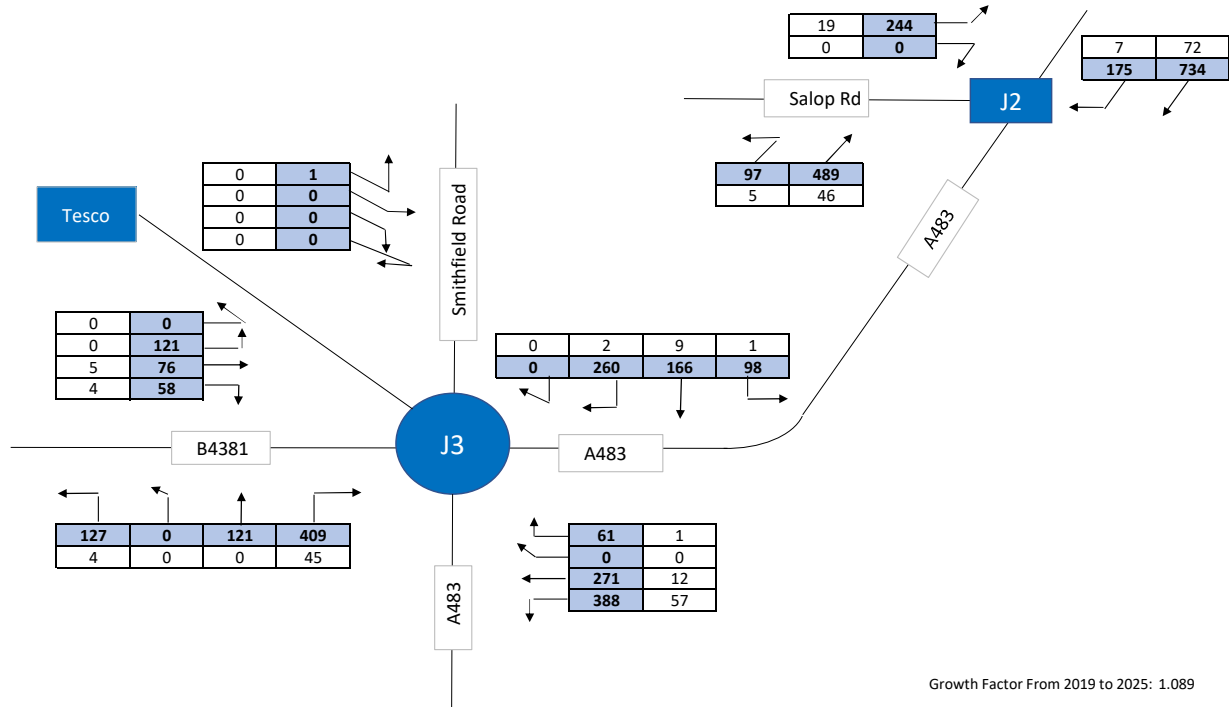 19 244
0 0
7 72
175 734
Salop Rd
J2
97 489
5 46
A483
0 1
0 0
0 0
0 0
Tesco
Smithfield Road
0 0
0 121
5 76
4 58
0 2 9 1
0 260 166 98
B4381
J3
A483
127 0 121 409
4 0 0 45
61 1
0 0
271 12
388 57
A483
Growth Factor From 2019 to 2025: 1.089